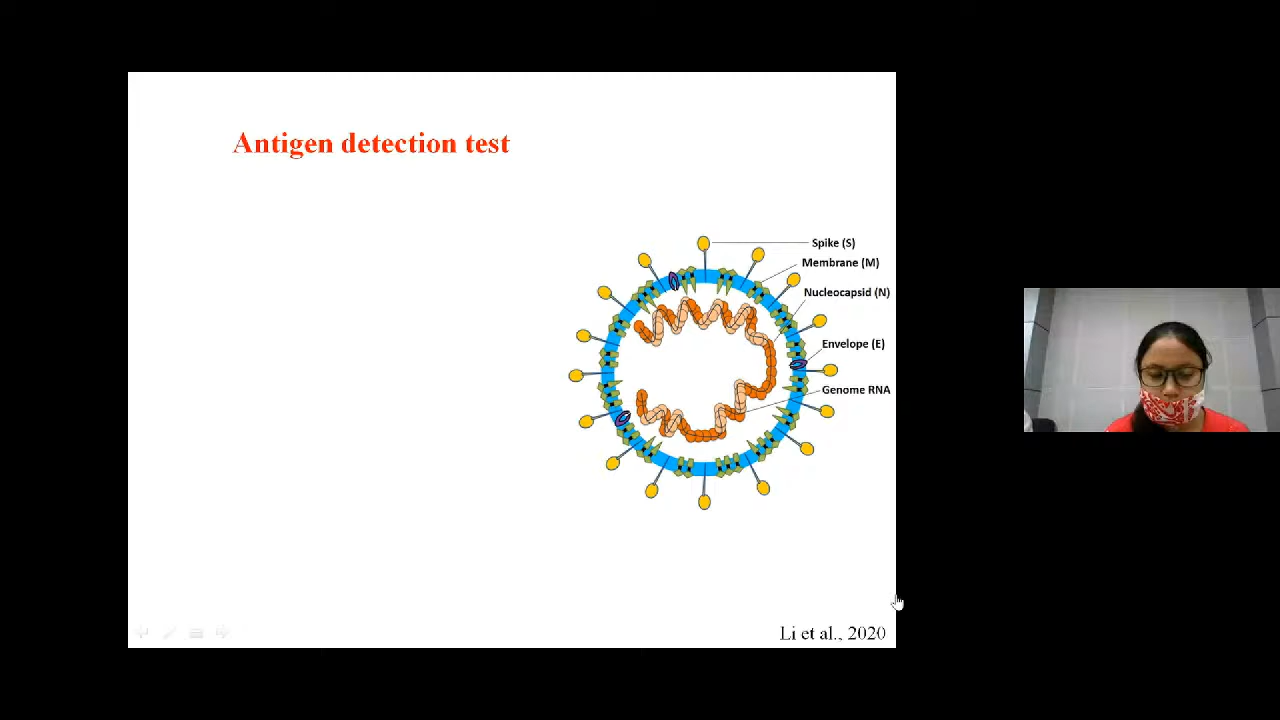 Antigen detection test
Spike (S)
Membrane (M)
Nucleocapsid (N)
Envelope (E)
Genome RNA
Li et al., 2020